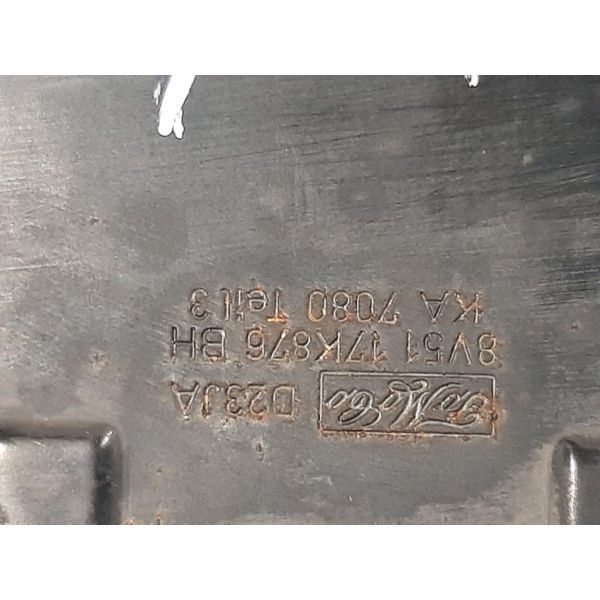 FoMoCo D23JA
8V51 17K876 BH
KA 7080 Teil 3